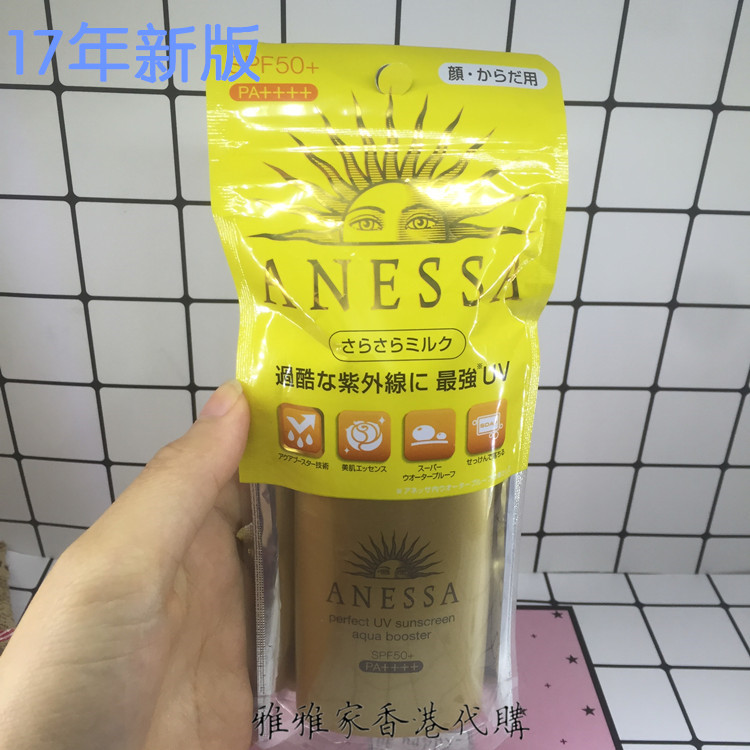 17年新版
SPF50+
PA++++
顔・からだ用
ANESSA
さらさらミルク
過酷な紫外線に 最強※UV
アクアブースター技術
美肌エッセンス
スーパー
ウォータープルーフ
せっけんで落ちる
ANESSA
perfect UV sunscreen
aqua booster
SPF50+
PA++++
雅雅家香港代購